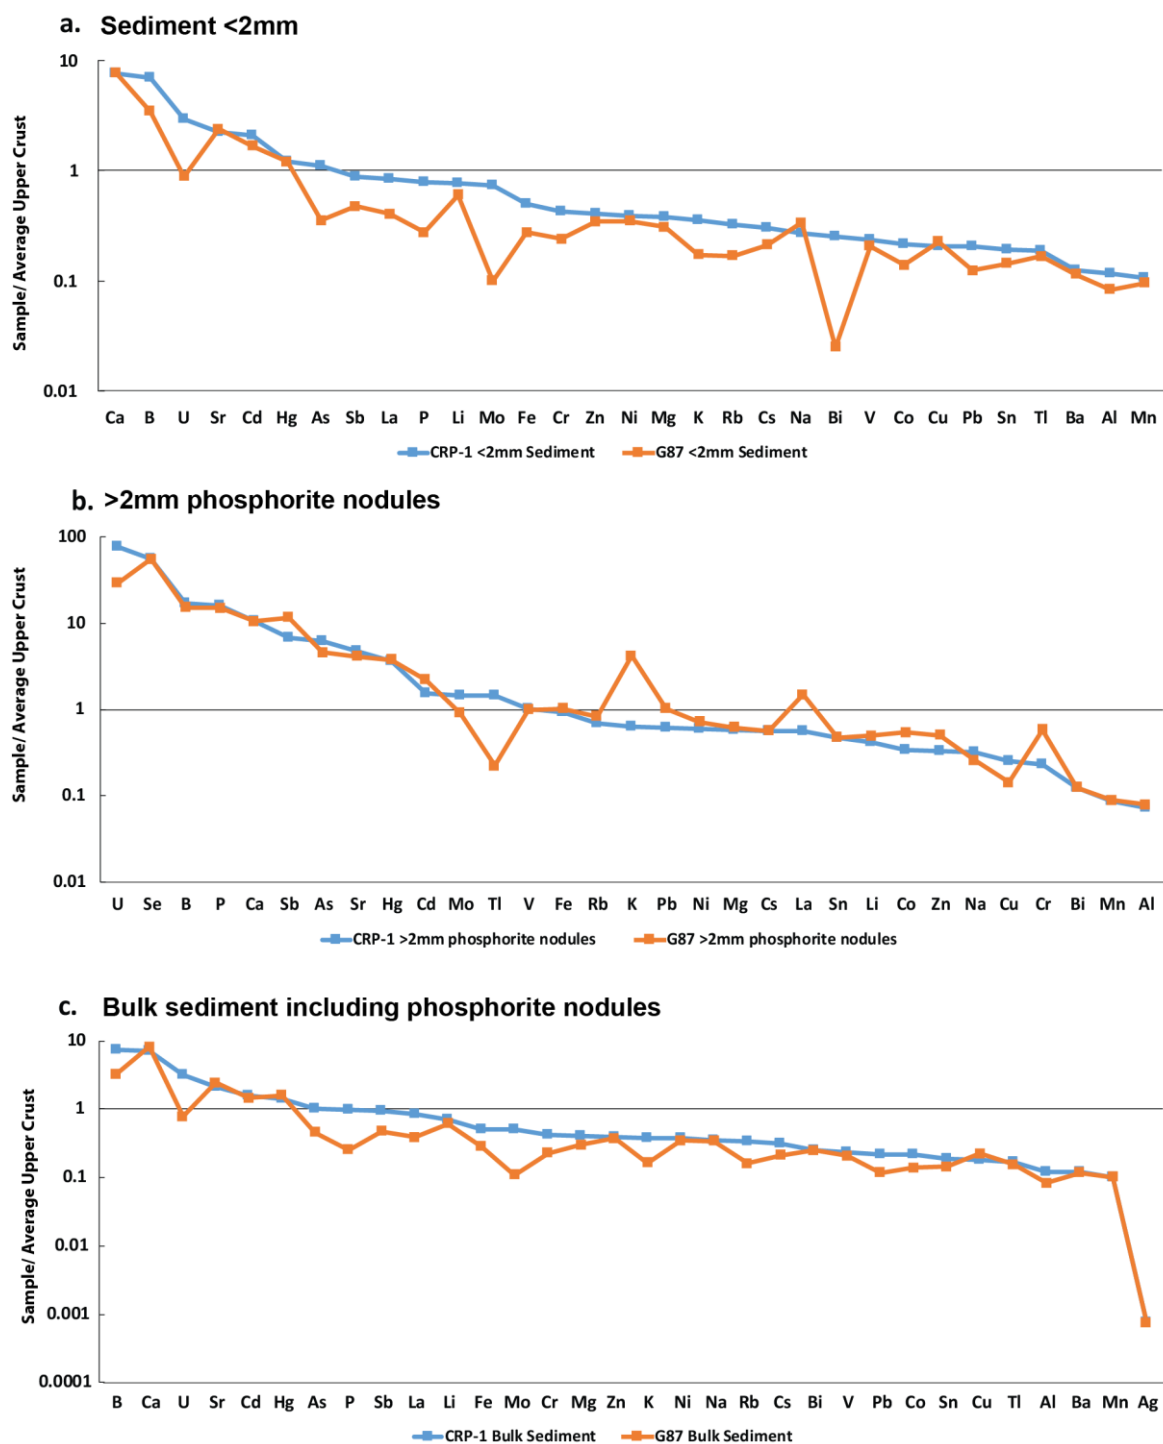 a. Sediment <2mm
10
1
0.1
0.01
Sample/ Average Upper Crust
Ca B U Sr Cd Hg As Sb La P Li Mo Fe Cr Zn Ni Mg K Rb Cs Na Bi V Co Cu Pb Sn Tl Ba Al Mn
CRP-1 <2mm Sediment G87 <2mm Sediment
b. >2mm phosphorite nodules
100
10
1
0.1
0.01
Sample/ Average Upper Crust
U Se B P Ca Sb As Sr Hg Cd Mo Tl V Fe Rb K Pb Ni Mg Cs La Sn Li Co Zn Na Cu Cr Bi Mn Al
CRP-1 >2mm phosphorite nodules G87 >2mm phosphorite nodules
c. Bulk sediment including phosphorite nodules
10
1
0.1
0.01
0.001
0.0001
Sample/ Average Upper Crust
B Ca U Sr Cd Hg As P Sb La Li Fe Mo Cr Mg Zn K Ni Na Rb Cs Bi V Pb Co Sn Cu Tl Al Ba Mn Ag
CRP-1 Bulk Sediment G87 Bulk Sediment